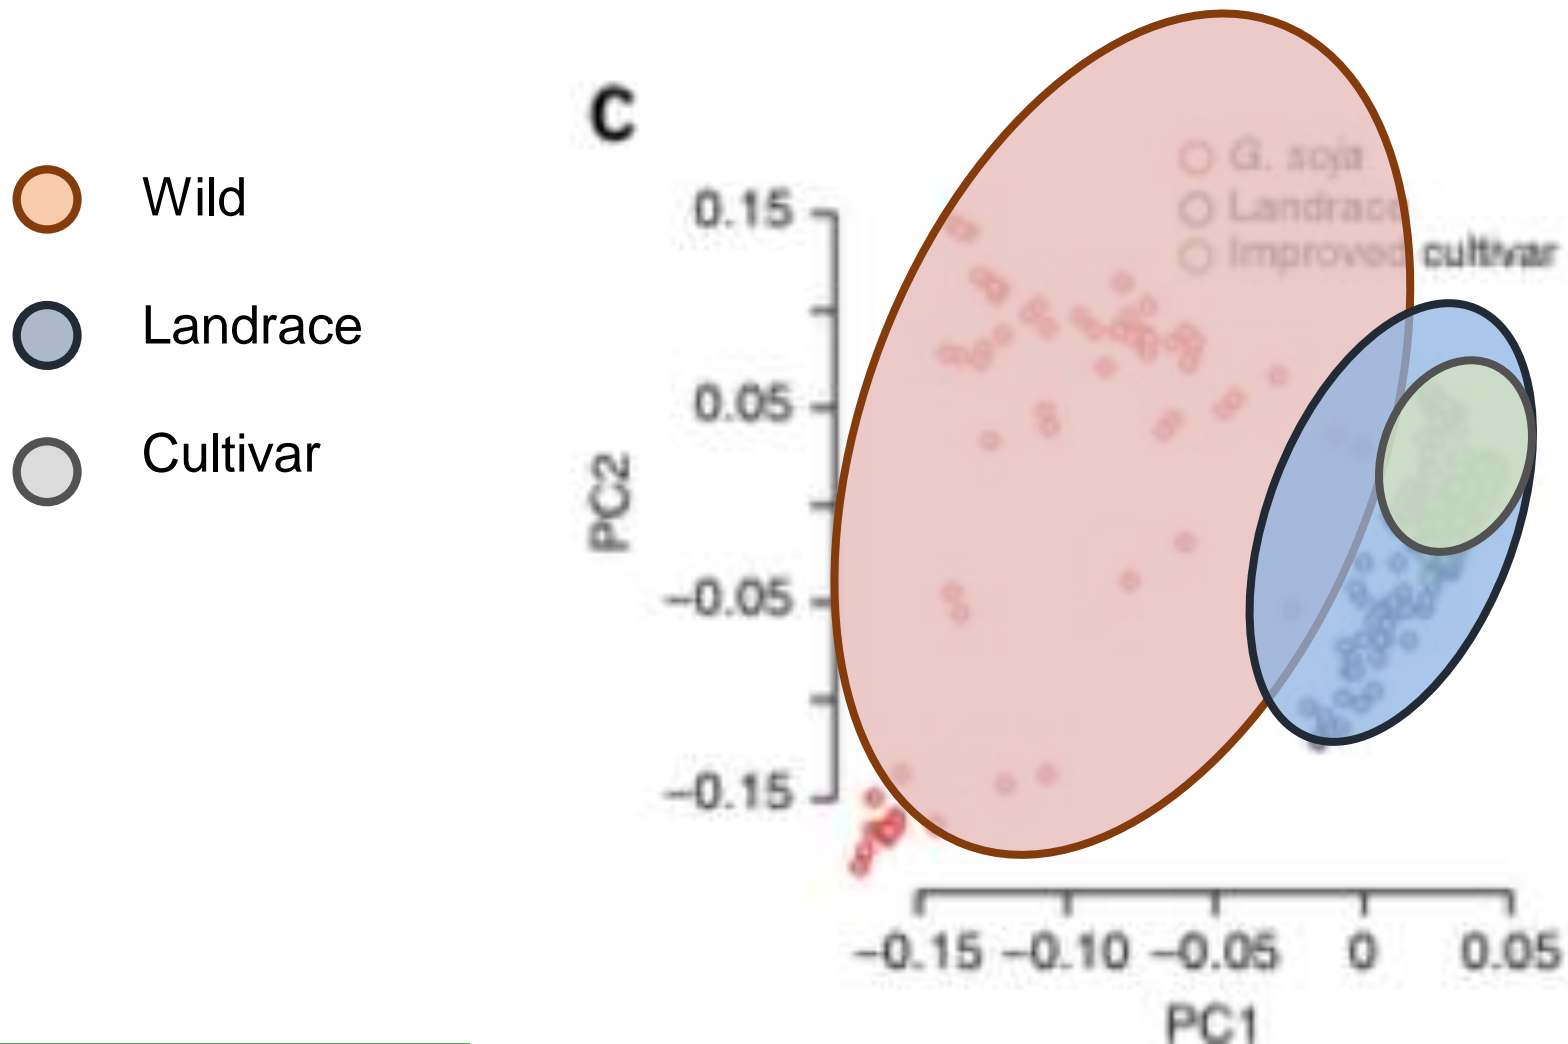 Wild
Landrace
Cultivar
C
G. soja
Landrace
Improved cultivar
0.15
0.05
−0.05
−0.15
PC2
−0.15
−0.10
−0.05
0
0.05
PC1